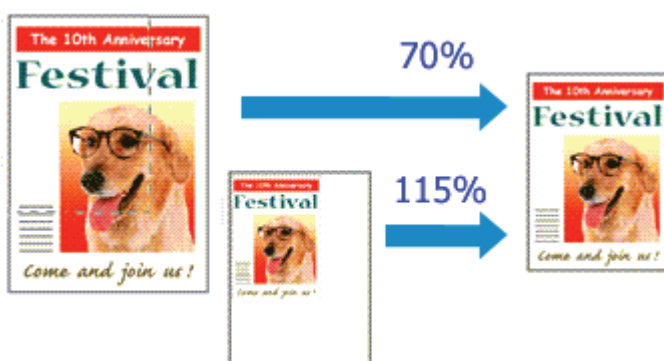 The 10th Anniversary
Festival
Come and join us!
70%
The 10th Anniversary
Festival
Come and join us!
115%
The 10th Anniversary
Festival
Come and join us!